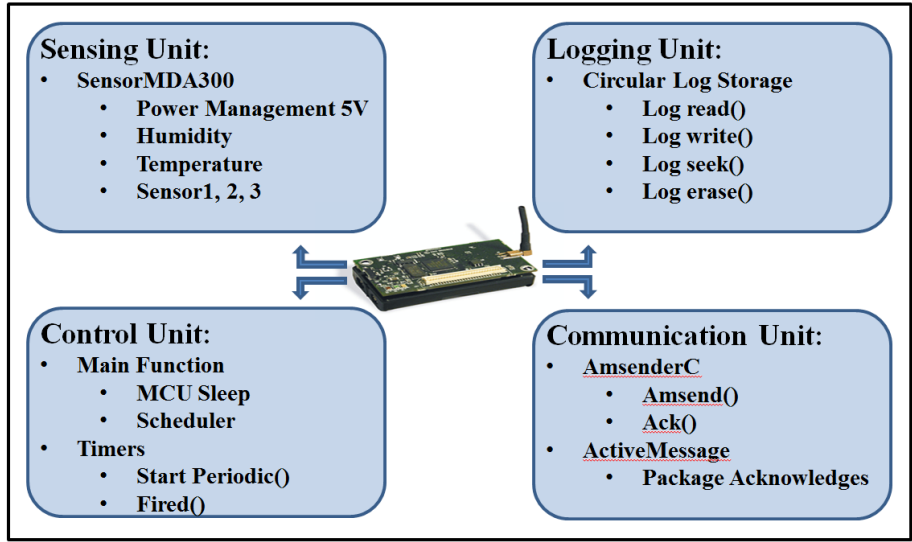 Sensing Unit:
• SensorMDA300
• Power Management 5V
• Humidity
• Temperature
• Sensor1, 2, 3
Logging Unit:
• Circular Log Storage
• Log read()
• Log write()
• Log seek()
• Log erase()
Control Unit:
• Main Function
• MCU Sleep
• Scheduler
• Timers
• Start Periodic()
• Fired()
Communication Unit:
• AmsenderC
• Amsend()
• Ack()
• ActiveMessage
• Package Acknowledges